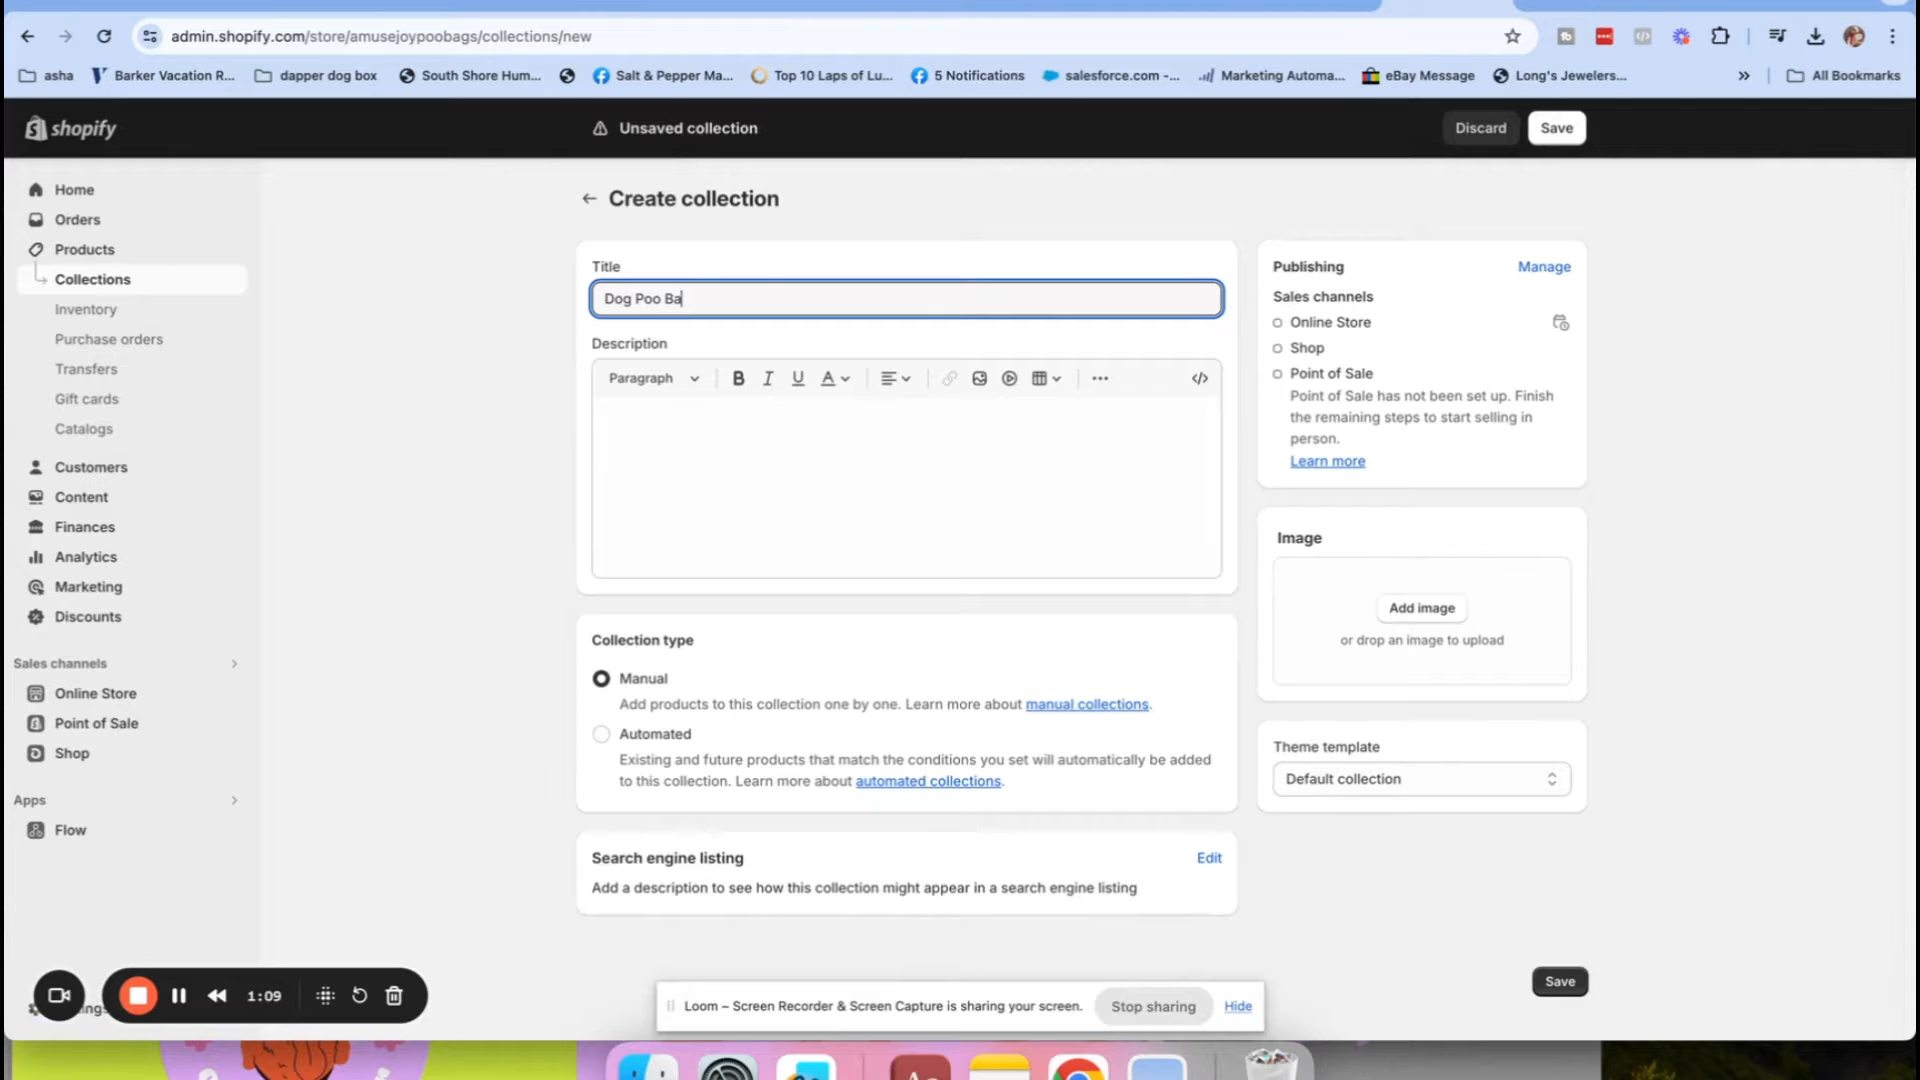 admin.shopify.com/store/amusejoypoobags/collections/new
asha
Barker Vacation R...
dapper dog box
South Shore Hum...
Salt & Pepper Ma...
Top 10 Laps of Lu...
5 Notifications
salesforce.com -...
Marketing Automa...
eBay Message
Long's Jewelers...
»
All Bookmarks
shopify
Unsaved collection
Discard
Save
Home
Orders
Products
Collections
Inventory
Purchase orders
Transfers
Gift cards
Catalogs
Customers
Content
Finances
Analytics
Marketing
Discounts
Sales channels
Online Store
Point of Sale
Shop
Apps
Flow
Create collection
Title
Dog Poo Ba
Description
Paragraph
B I U A
Collection type
Manual
Add products to this collection one by one. Learn more about manual collections.
Automated
Existing and future products that match the conditions you set will automatically be added
to this collection. Learn more about automated collections.
Search engine listing
Edit
Add a description to see how this collection might appear in a search engine listing
Publishing
Manage
Sales channels
Online Store
Shop
Point of Sale
Point of Sale has not been set up. Finish
the remaining steps to start selling in
person.
Learn more
Image
Add image
or drop an image to upload
Theme template
Default collection
Save
1:09
Loom – Screen Recorder & Screen Capture is sharing your screen.
Stop sharing
Hide